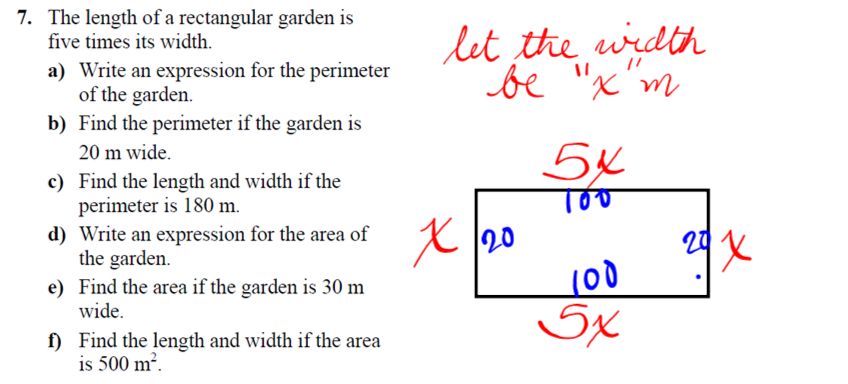 7. The length of a rectangular garden is
five times its width.
a) Write an expression for the perimeter
of the garden.
b) Find the perimeter if the garden is
20 m wide.
c) Find the length and width if the
perimeter is 180 m.
d) Write an expression for the area of
the garden.
e) Find the area if the garden is 30 m
wide.
f) Find the length and width if the area
is 500 m².
let the width
be "x" m
5x
100
x 20 20 x
100
5x